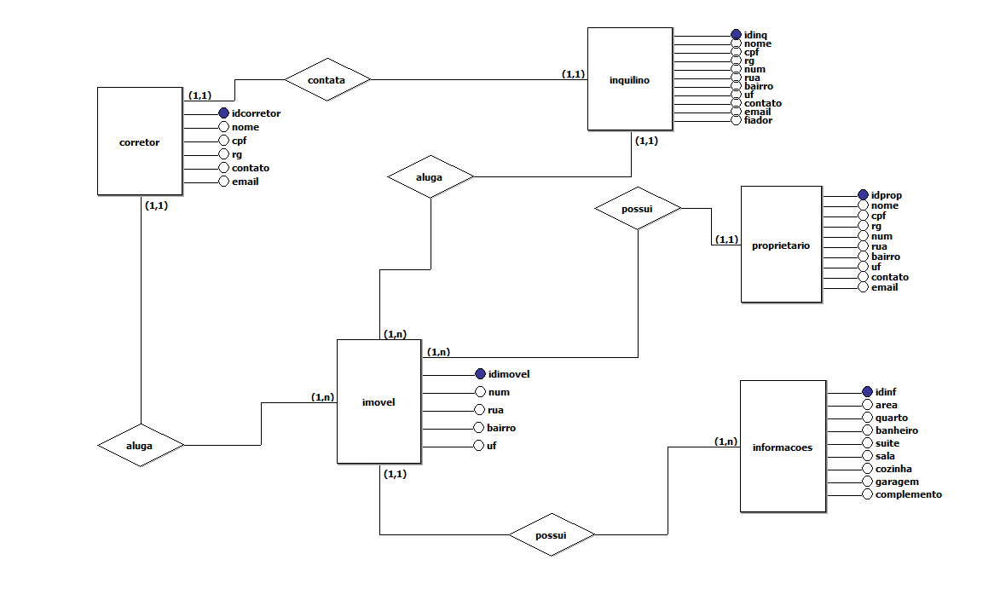 contata
(1,1)
(1,1)
corretor
idcorretor
nome
cpf
rg
contato
email
(1,1)
inquilino
idinq
nome
cpf
rg
num
rua
bairro
uf
contato
email
fiador
(1,1)
aluga
possui
(1,1)
proprietario
idprop
nome
cpf
rg
num
rua
bairro
uf
contato
email
(1,n)
(1,n)
(1,n)
imovel
idimovel
num
rua
bairro
uf
(1,1)
aluga
possui
(1,n)
informacoes
idinf
area
quarto
banheiro
suite
sala
cozinha
garagem
complemento